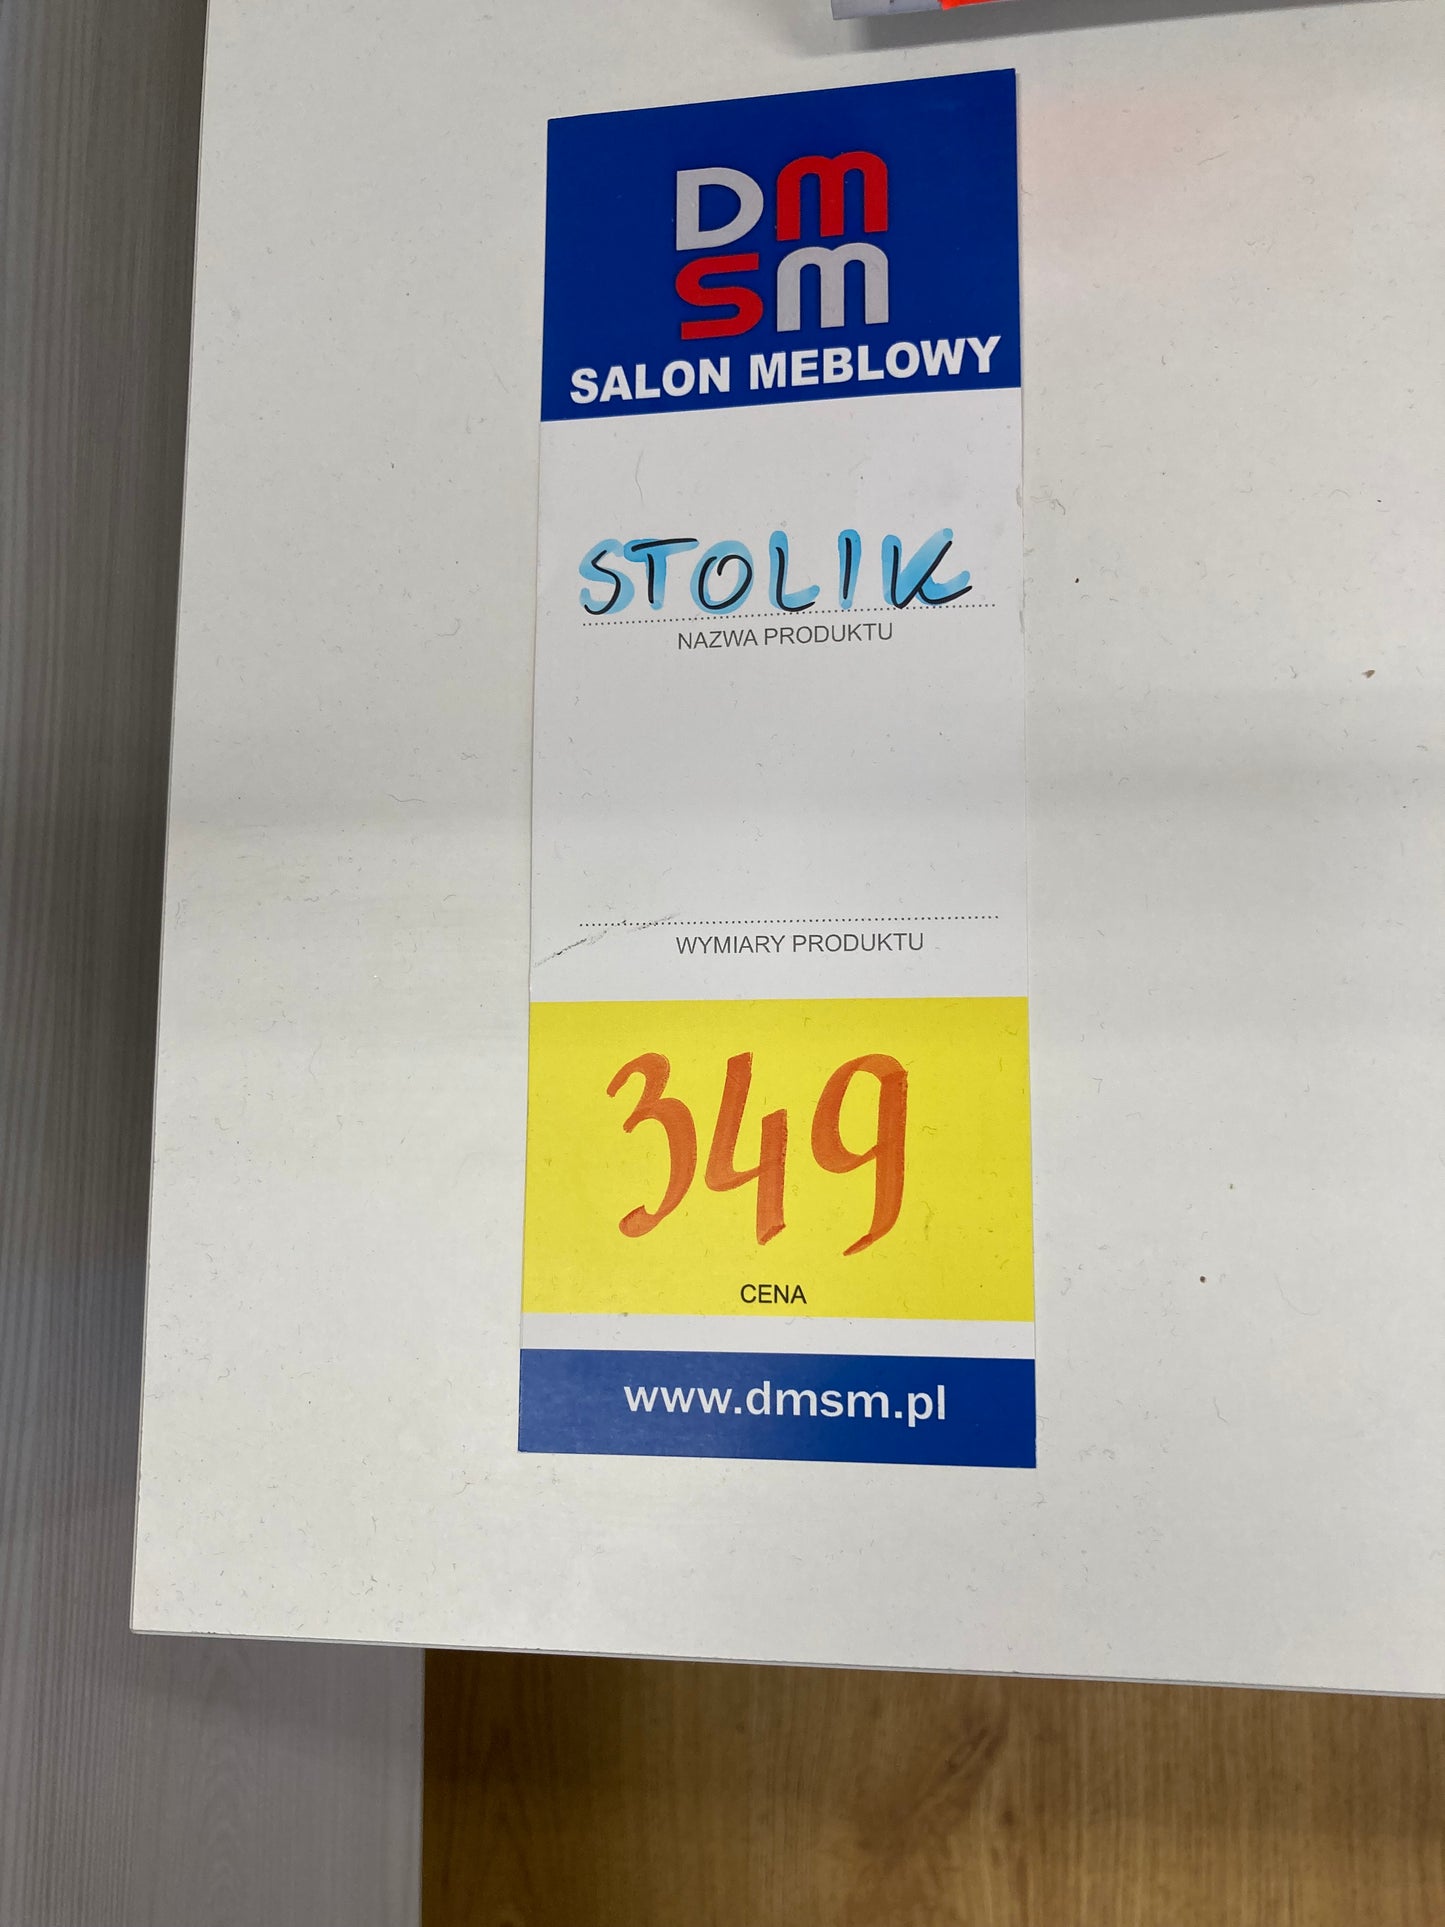 DM
SM
SALON MEBLOWY
STOLIK
NAZWA PRODUKTU
WYMIARY PRODUKTU
349
CENA
www.dmsm.pl